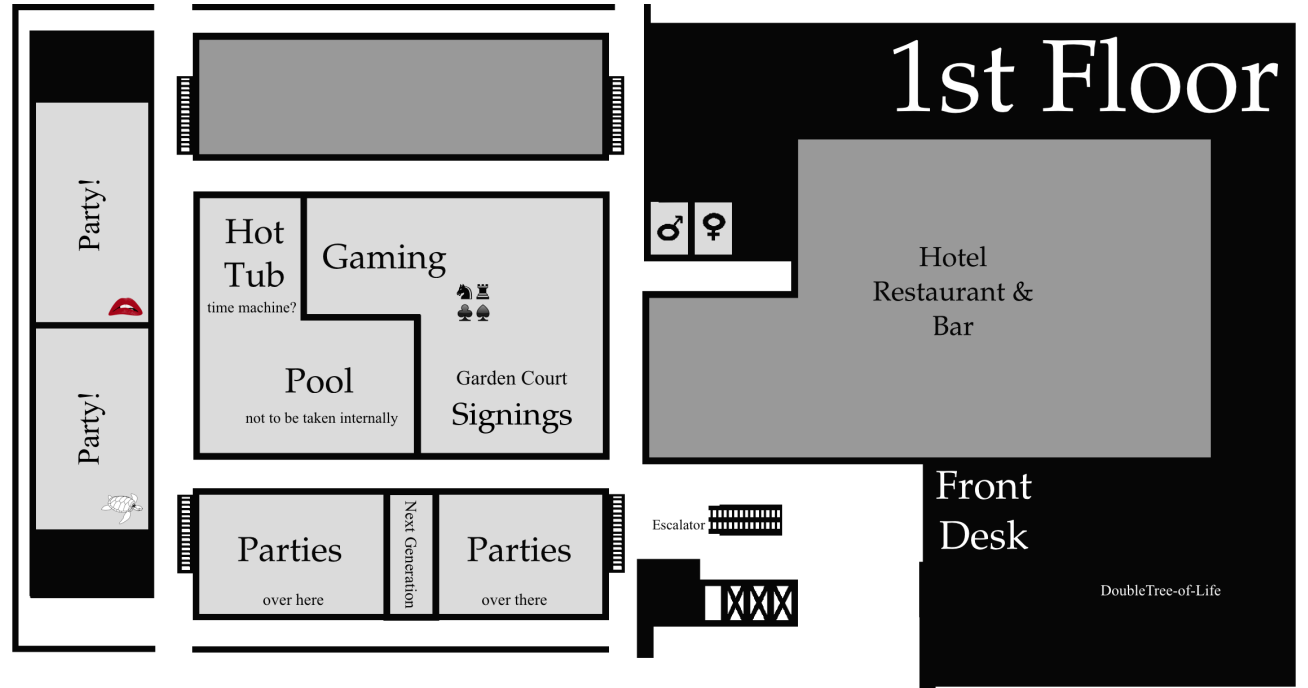 1st Floor
Party!
Party!
Hot
Tub
time machine?
Gaming
Pool
not to be taken internally
Garden Court
Signings
Parties
over here
Next Generation
Parties
over there
Hotel
Restaurant &
Bar
Escalator
Front
Desk
DoubleTree-of-Life